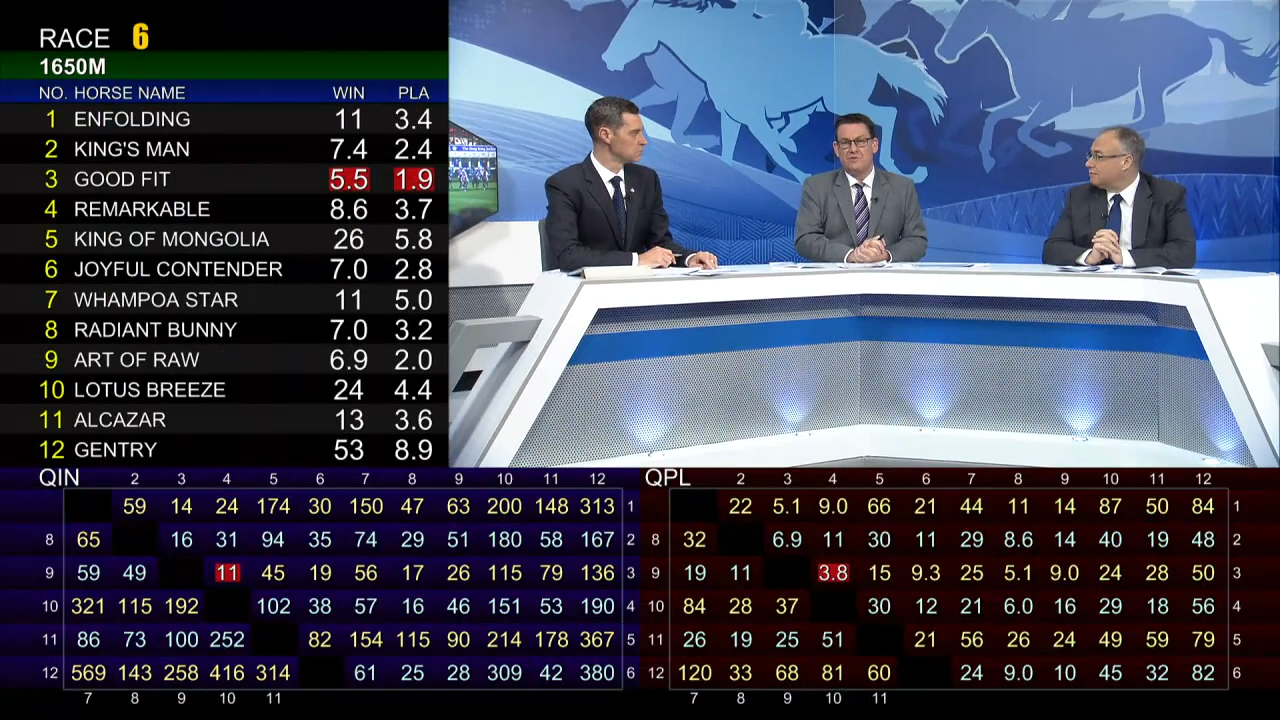 RACE 6
1650M
NO. HORSE NAME WIN PLA
1 ENFOLDING 11 3.4
2 KING'S MAN 7.4 2.4
3 GOOD FIT 5.5 1.9
4 REMARKABLE 8.6 3.7
5 KING OF MONGOLIA 26 5.8
6 JOYFUL CONTENDER 7.0 2.8
7 WHAMPOA STAR 11 5.0
8 RADIANT BUNNY 7.0 3.2
9 ART OF RAW 6.9 2.0
10 LOTUS BREEZE 24 4.4
11 ALCAZAR 13 3.6
12 GENTRY 53 8.9
QIN 2 3 4 5 6 7 8 9 10 11 12
59 14 24 174 30 150 47 63 200 148 313 1
8 65 16 31 94 35 74 29 51 180 58 167 2
9 59 49 11 45 19 56 17 26 115 79 136 3
10 321 115 192 102 38 57 16 46 151 53 190 4
11 86 73 100 252 82 154 115 90 214 178 367 5
12 569 143 258 416 314 61 25 28 309 42 380 6
7 8 9 10 11
QPL 2 3 4 5 6 7 8 9 10 11 12
22 5.1 9.0 66 21 44 11 14 87 50 84 1
8 32 6.9 11 30 11 29 8.6 14 40 19 48 2
9 19 11 3.8 15 9.3 25 5.1 9.0 24 28 50 3
10 84 28 37 30 12 21 6.0 16 29 18 56 4
11 26 19 25 51 21 56 26 24 49 59 79 5
12 120 33 68 81 60 24 9.0 10 45 32 82 6
7 8 9 10 11